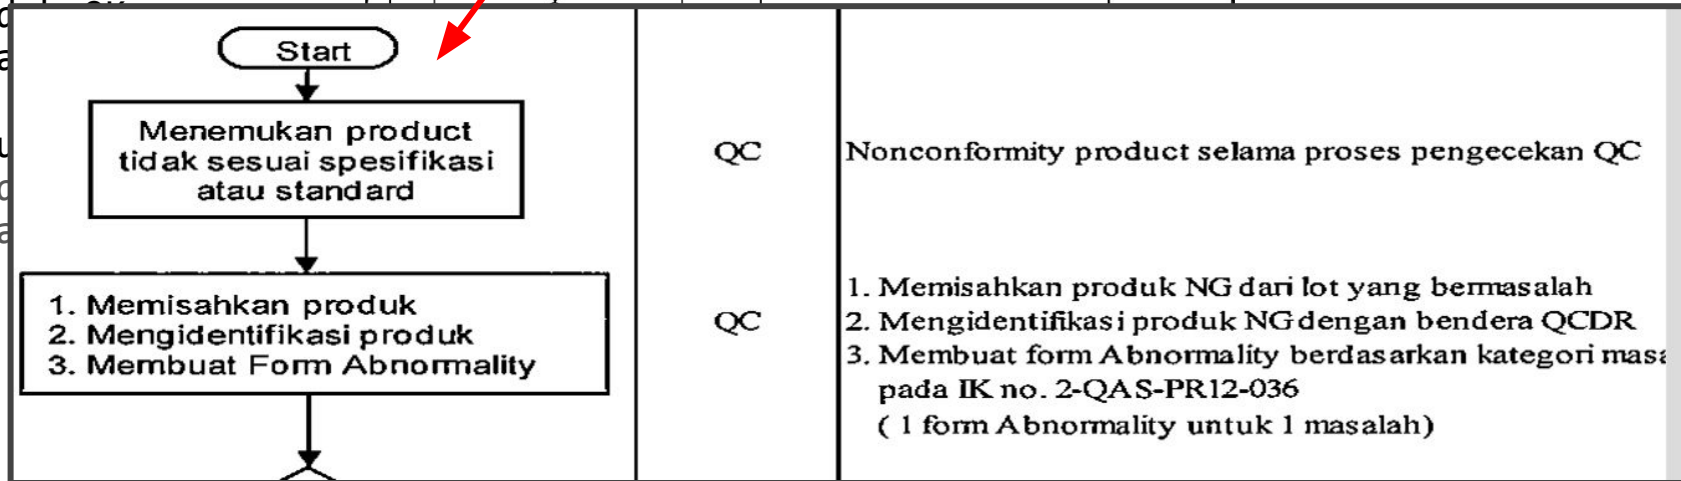 Start
Menemukan product
tidak sesuai spesifikasi
atau standard
QC
Nonconformity product selama proses pengecekan QC
1. Memisahkan produk
2. Mengidentifikasi produk
3. Membuat Form Abnormality
QC
1. Memisahkan produk NG dari lot yang bermasalah
2. Mengidentifikasi produk NG dengan bendera QCDR
3. Membuat form Abnormality berdasarkan kategori
pada IK no. 2-QAS-PR12-036
( 1 form Abnormality untuk 1 masalah)